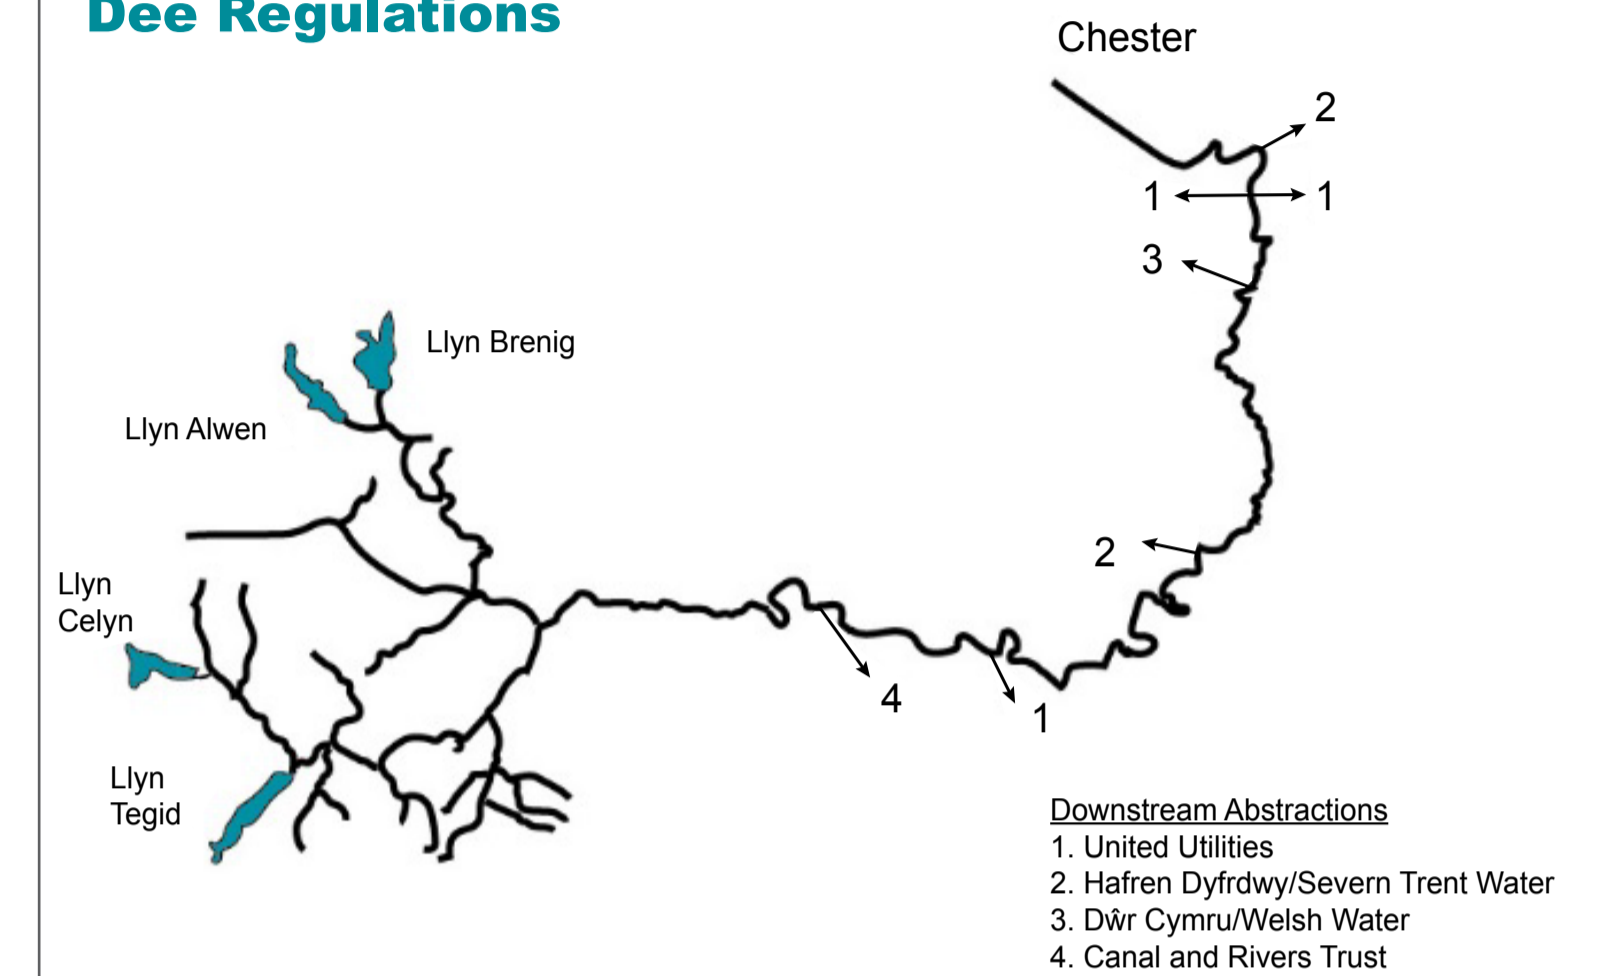 Dee Regulations
Chester
2
1
1
3
Llyn Brenig
Llyn Alwen
2
Llyn
Celyn
4
1
Llyn
Tegid
Downstream Abstractions
1. United Utilities
2. Hafren Dyfrdwy/Severn Trent Water
3. Dŵr Cymru/Welsh Water
4. Canal and Rivers Trust